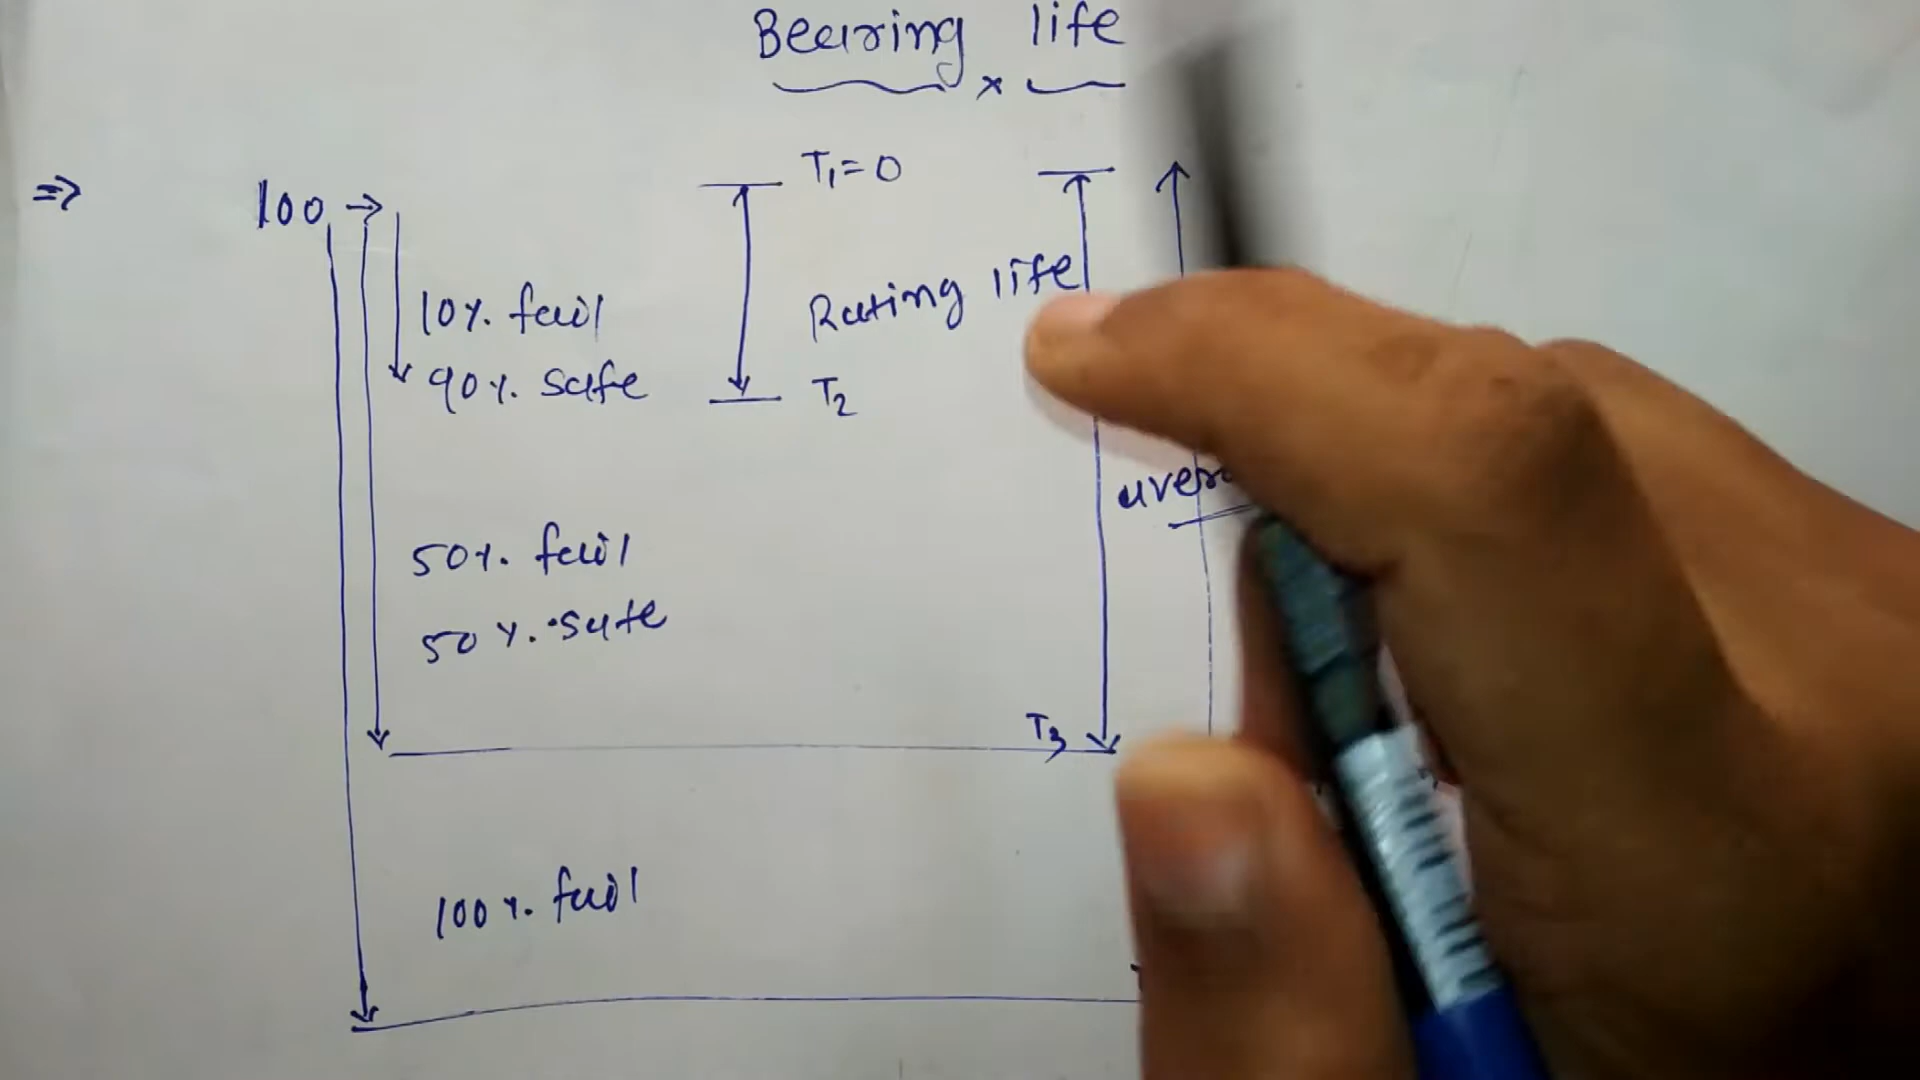 Bearing life
x
⇒ 100 →
T1=0
10%. fail
Rating life
90%. safe
T2
50%. fail
50%. safe
T3
100%. fail